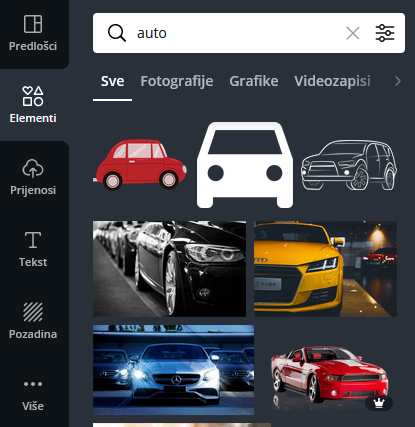 Predlošci
Elementi
Prijenosi
Tekst
Pozadina
Više
auto
Sve Fotografije Grafike Videozapisi